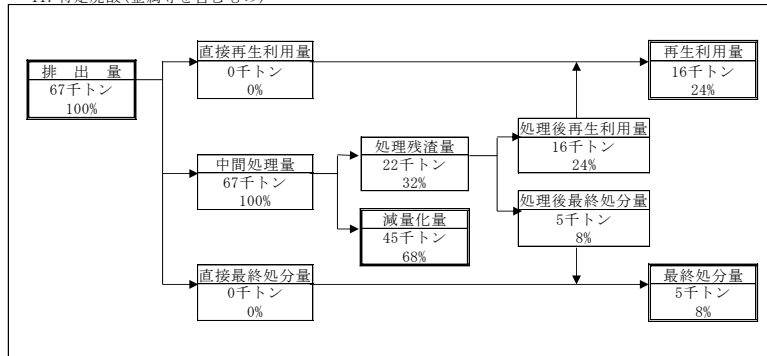 排 出 量
67千トン
100%
直接再生利用量
0千トン
0%
中間処理量
67千トン
100%
直接最終処分量
0千トン
0%
処理残渣量
22千トン
32%
減量化量
45千トン
68%
処理後再生利用量
16千トン
24%
処理後最終処分量
5千トン
8%
再生利用量
16千トン
24%
最終処分量
5千トン
8%